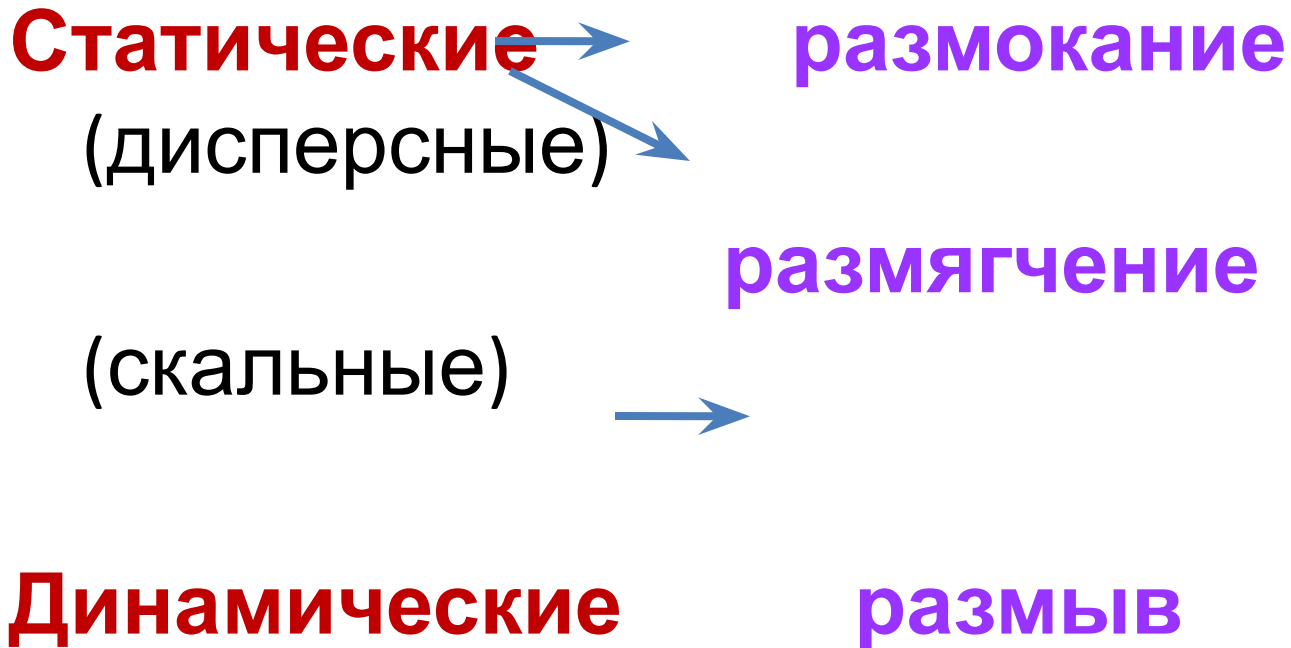 Статические размокание
(дисперсные)
размягчение
(скальные)
Динамические размыв